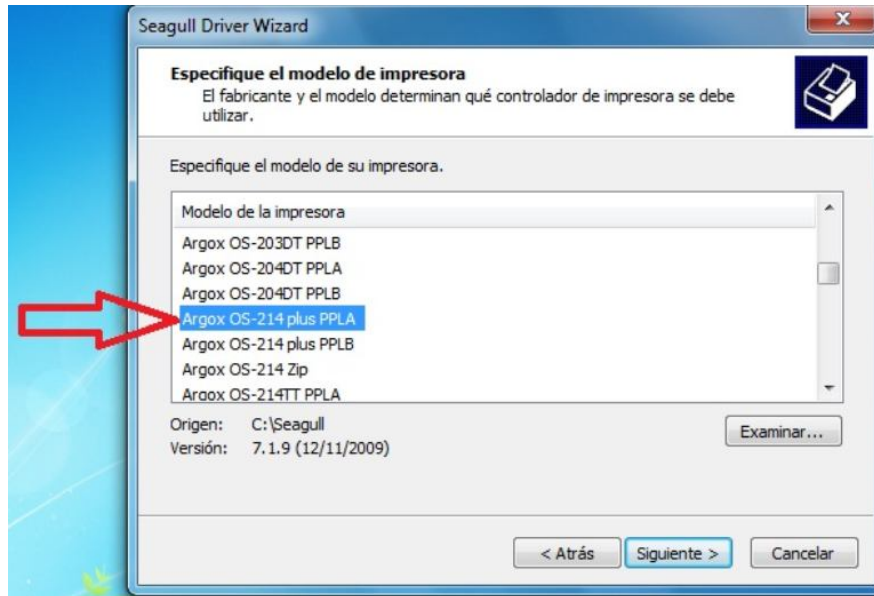 Seagull Driver Wizard
Especifique el modelo de impresora
El fabricante y el modelo determinan qué controlador de impresora se debe
utilizar.
Especifique el modelo de su impresora.
Modelo de la impresora
Argox OS-203DT PPLB
Argox OS-204DT PPLA
Argox OS-204DT PPLB
Argox OS-214 plus PPLA
Argox OS-214 plus PPLB
Argox OS-214 Zip
Argox OS-214TT PPLA
Origen: C:\Seagull
Examinar...
Versión: 7.1.9 (12/11/2009)
< Atrás Siguiente > Cancelar